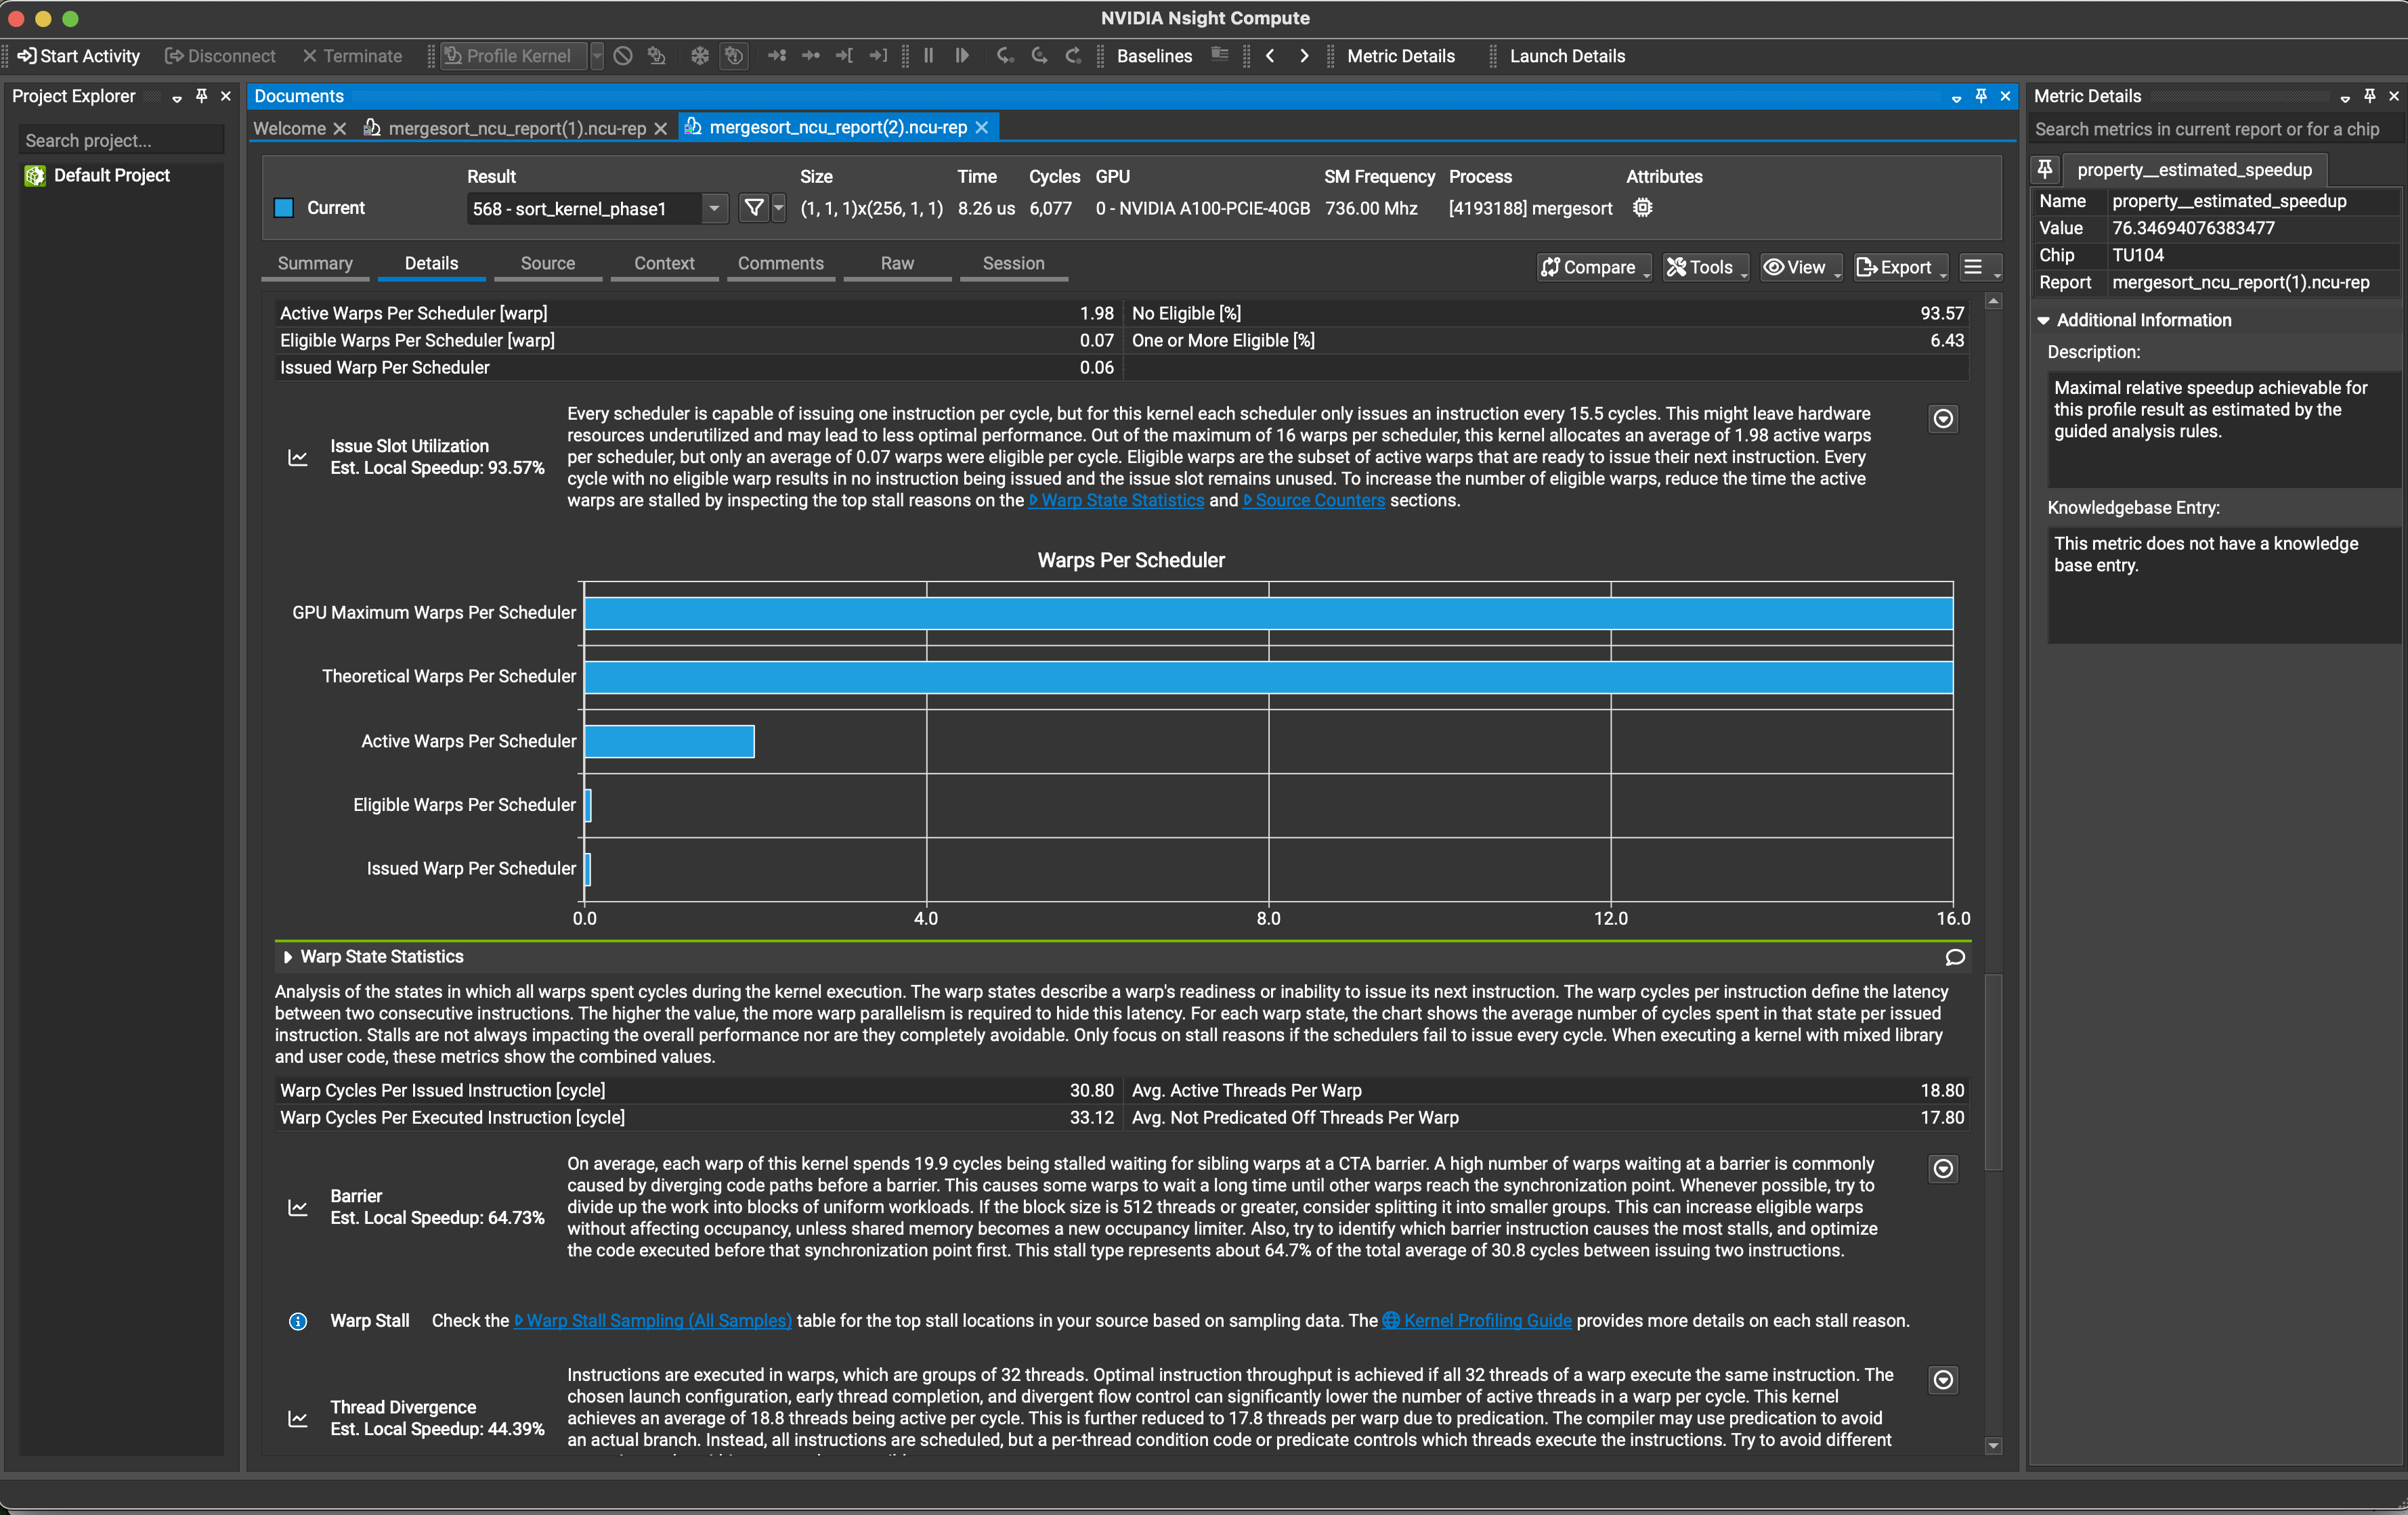 NVIDIA Nsight Compute
Start Activity Disconnect Terminate Profile Kernel Baselines Metric Details Launch Details
Project Explorer
Search project...
Default Project
Documents
Welcome mergesort_ncu_report(1).ncu-rep mergesort_ncu_report(2).ncu-rep
Result Size Time Cycles GPU SM Frequency Process Attributes
Current 568 - sort_kernel_phase1 (1, 1, 1)x(256, 1, 1) 8.26 us 6,077 0 - NVIDIA A100-PCIE-40GB 736.00 Mhz [4193188] mergesort
Summary Details Source Context Comments Raw Session Compare Tools View Export
Active Warps Per Scheduler [warp] 1.98 No Eligible [%] 93.57
Eligible Warps Per Scheduler [warp] 0.07 One or More Eligible [%] 6.43
Issued Warp Per Scheduler 0.06
Issue Slot Utilization
Est. Local Speedup: 93.57%
Every scheduler is capable of issuing one instruction per cycle, but for this kernel each scheduler only issues an instruction every 15.5 cycles. This might leave hardware
resources underutilized and may lead to less optimal performance. Out of the maximum of 16 warps per scheduler, this kernel allocates an average of 1.98 active warps
per scheduler, but only an average of 0.07 warps were eligible per cycle. Eligible warps are the subset of active warps that are ready to issue their next instruction. Every
cycle with no eligible warp results in no instruction being issued and the issue slot remains unused. To increase the number of eligible warps, reduce the time the active
warps are stalled by inspecting the top stall reasons on the Warp State Statistics and Source Counters sections.
Warps Per Scheduler
GPU Maximum Warps Per Scheduler
Theoretical Warps Per Scheduler
Active Warps Per Scheduler
Eligible Warps Per Scheduler
Issued Warp Per Scheduler
0.0 4.0 8.0 12.0 16.0
Warp State Statistics
Analysis of the states in which all warps spent cycles during the kernel execution. The warp states describe a warp's readiness or inability to issue its next instruction. The warp cycles per instruction define the latency
between two consecutive instructions. The higher the value, the more warp parallelism is required to hide this latency. For each warp state, the chart shows the average number of cycles spent in that state per issued
instruction. Stalls are not always impacting the overall performance nor are they completely avoidable. Only focus on stall reasons if the schedulers fail to issue every cycle. When executing a kernel with mixed library
and user code, these metrics show the combined values.
Warp Cycles Per Issued Instruction [cycle] 30.80 Avg. Active Threads Per Warp 18.80
Warp Cycles Per Executed Instruction [cycle] 33.12 Avg. Not Predicated Off Threads Per Warp 17.80
Barrier
Est. Local Speedup: 64.73%
On average, each warp of this kernel spends 19.9 cycles being stalled waiting for sibling warps at a CTA barrier. A high number of warps waiting at a barrier is commonly
caused by diverging code paths before a barrier. This causes some warps to wait a long time until other warps reach the synchronization point. Whenever possible, try to
divide up the work into blocks of uniform workloads. If the block size is 512 threads or greater, consider splitting it into smaller groups. This can increase eligible warps
without affecting occupancy, unless shared memory becomes a new occupancy limiter. Also, try to identify which barrier instruction causes the most stalls, and optimize
the code executed before that synchronization point first. This stall type represents about 64.7% of the total average of 30.8 cycles between issuing two instructions.
Warp Stall Check the Warp Stall Sampling (All Samples) table for the top stall locations in your source based on sampling data. The Kernel Profiling Guide provides more details on each stall reason.
Thread Divergence
Est. Local Speedup: 44.39%
Instructions are executed in warps, which are groups of 32 threads. Optimal instruction throughput is achieved if all 32 threads of a warp execute the same instruction. The
chosen launch configuration, early thread completion, and divergent flow control can significantly lower the number of active threads in a warp per cycle. This kernel
achieves an average of 18.8 threads being active per cycle. This is further reduced to 17.8 threads per warp due to predication. The compiler may use predication to avoid
an actual branch. Instead, all instructions are scheduled, but a per-thread condition code or predicate controls which threads execute the instructions. Try to avoid different
Metric Details
Search metrics in current report or for a chip
property__estimated_speedup
Name property__estimated_speedup
Value 76.34694076383477
Chip TU104
Report mergesort_ncu_report(1).ncu-rep
Additional Information
Description:
Maximal relative speedup achievable for
this profile result as estimated by the
guided analysis rules.
Knowledgebase Entry:
This metric does not have a knowledge
base entry.